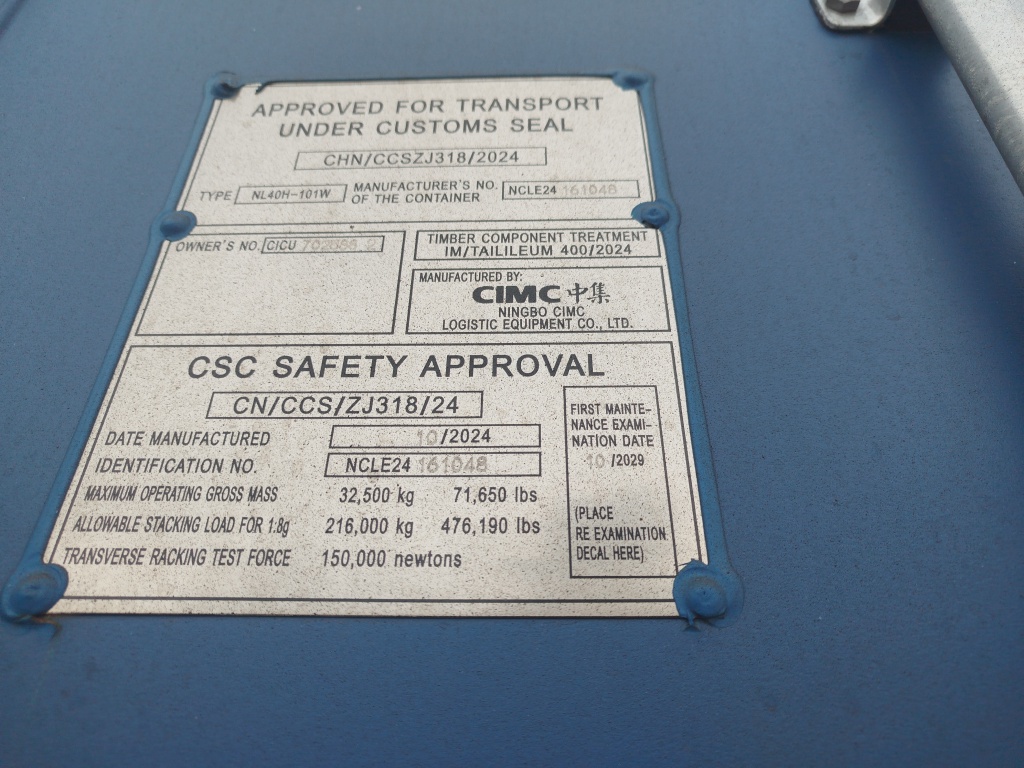 APPROVED FOR TRANSPORT
UNDER CUSTOMS SEAL
CHN/CCSZJ318/2024
TYPE NL40H-101W MANUFACTURER'S NO. OF THE CONTAINER NCLE24 161048
OWNER'S NO. CICU
TIMBER COMPONENT TREATMENT
IM/TAILILEUM 400/2024
MANUFACTURED BY:
CIMC 中集
NINGBO CIMC
LOGISTIC EQUIPMENT CO., LTD.
CSC SAFETY APPROVAL
CN/CCS/ZJ318/24
DATE MANUFACTURED 10/2024
IDENTIFICATION NO. NCLE24 161048
MAXIMUM OPERATING GROSS MASS 32,500 kg 71,650 lbs
ALLOWABLE STACKING LOAD FOR 1.8g 216,000 kg 476,190 lbs
TRANSVERSE RACKING TEST FORCE 150,000 newtons
FIRST MAINTE-
NANCE EXAMI-
NATION DATE
10/2029
(PLACE
RE EXAMINATION
DECAL HERE)